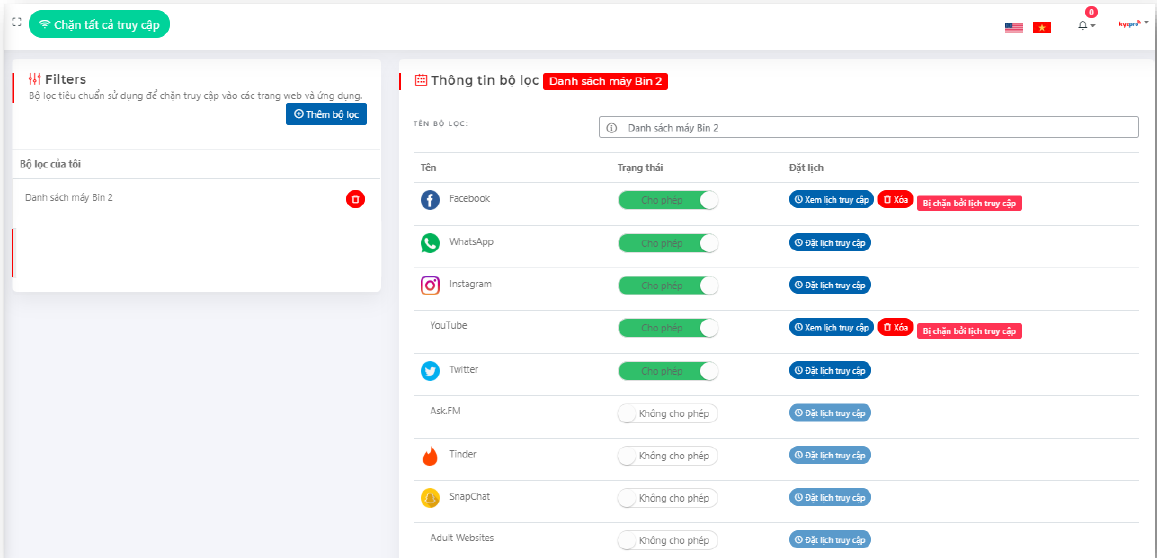 Chặn tất cả truy cập
0
kyqpro
Filters
Bộ lọc tiêu chuẩn sử dụng để chặn truy cập vào các trang web và ứng dụng.
Thêm bộ lọc
Bộ lọc của tôi
Danh sách máy Bin 2
Thông tin bộ lọc Danh sách máy Bin 2
TÊN BỘ LỌC:
Danh sách máy Bin 2
Tên Trạng thái Đặt lịch
Facebook Cho phép Xem lịch truy cập Xóa Bị chặn bởi lịch truy cập
WhatsApp Cho phép Đặt lịch truy cập
Instagram Cho phép Đặt lịch truy cập
YouTube Cho phép Xem lịch truy cập Xóa Bị chặn bởi lịch truy cập
Twitter Cho phép Đặt lịch truy cập
Ask.FM Không cho phép Đặt lịch truy cập
Tinder Không cho phép Đặt lịch truy cập
SnapChat Không cho phép Đặt lịch truy cập
Adult Websites Không cho phép Đặt lịch truy cập